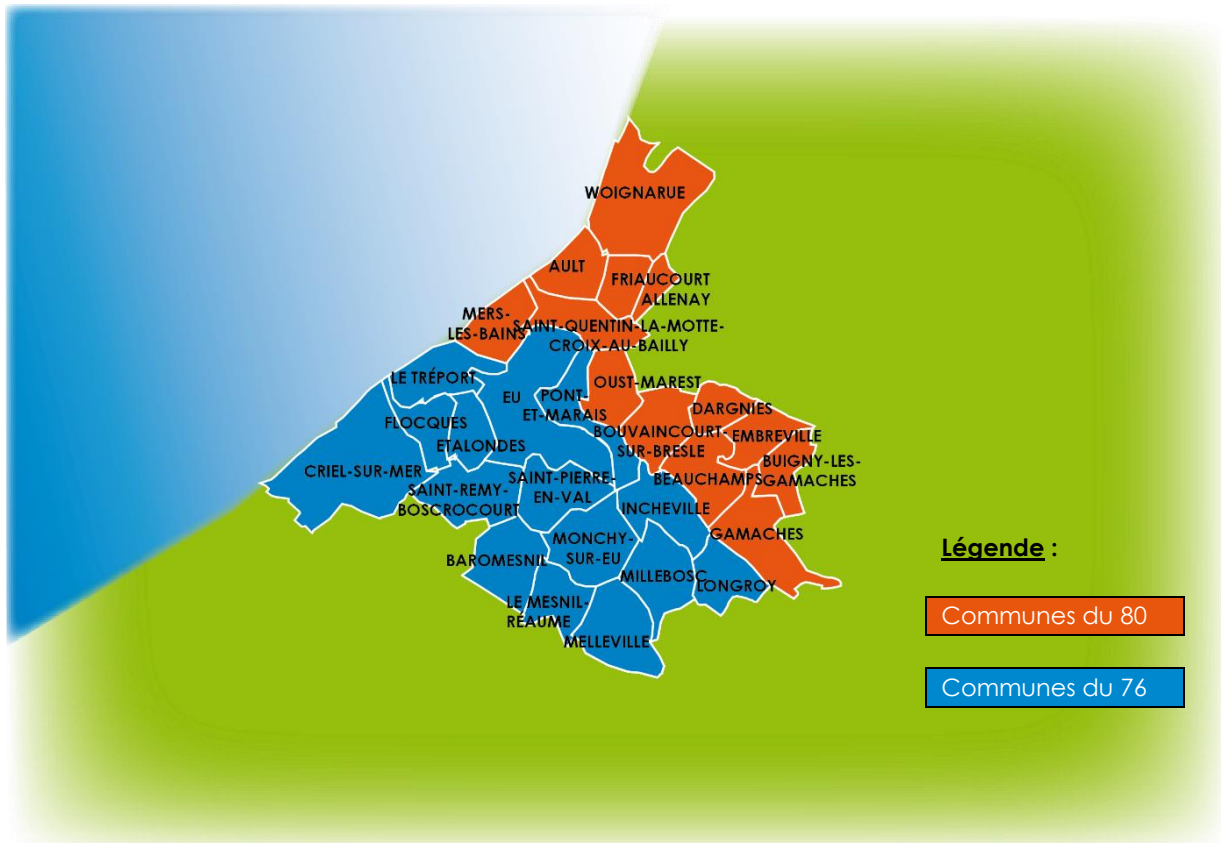 WOIGNARUE
AULT
FRIAUCOURT
ALLENAY
MERS-
LES-BAINS
SAINT-QUENTIN-LA-MOTTE-
CROIX-AU-BAILLY
LE TRÉPORT
EU
PONT-
ET-MARAIS
OUST-MAREST
DARGNIES
FLOCQUES
ETALONDES
BOUVAINCOURT-
SUR-BRESLE
EMBREVILLE
BUIGNY-LES-
GAMACHES
CRIEL-SUR-MER
SAINT-REMY-
BOSCROCOURT
SAINT-PIERRE-
EN-VAL
BEAUCHAMPS
INCHEVILLE
GAMACHES
BAROMESNIL
MONCHY-
SUR-EU
MILLEBOSC
LONGROY
LE MESNIL-
RÉAUME
MELLEVILLE
Légende :
Communes du 80
Communes du 76